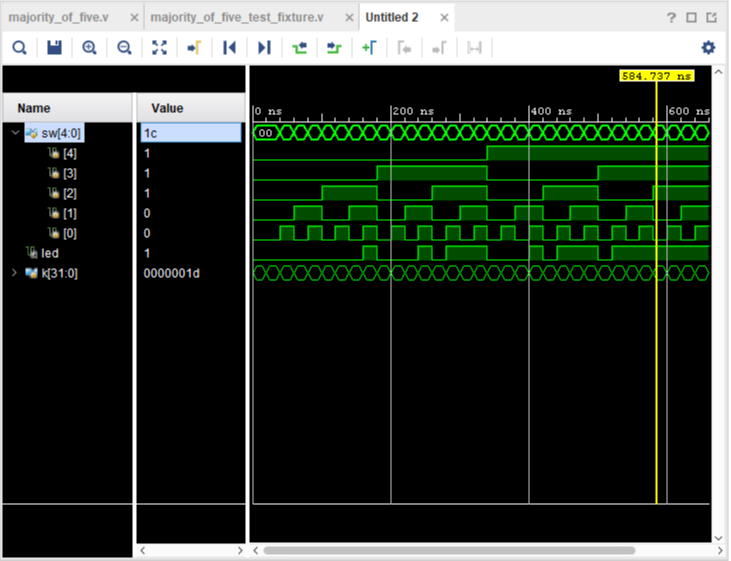 majority_of_five.v × majority_of_five_test_fixture.v × Untitled 2 ×
584.737 ns
Name Value
0 ns 200 ns 400 ns 600 ns
sw[4:0] 1c 00
[4] 1
[3] 1
[2] 1
[1] 0
[0] 0
led 1
k[31:0] 0000001d